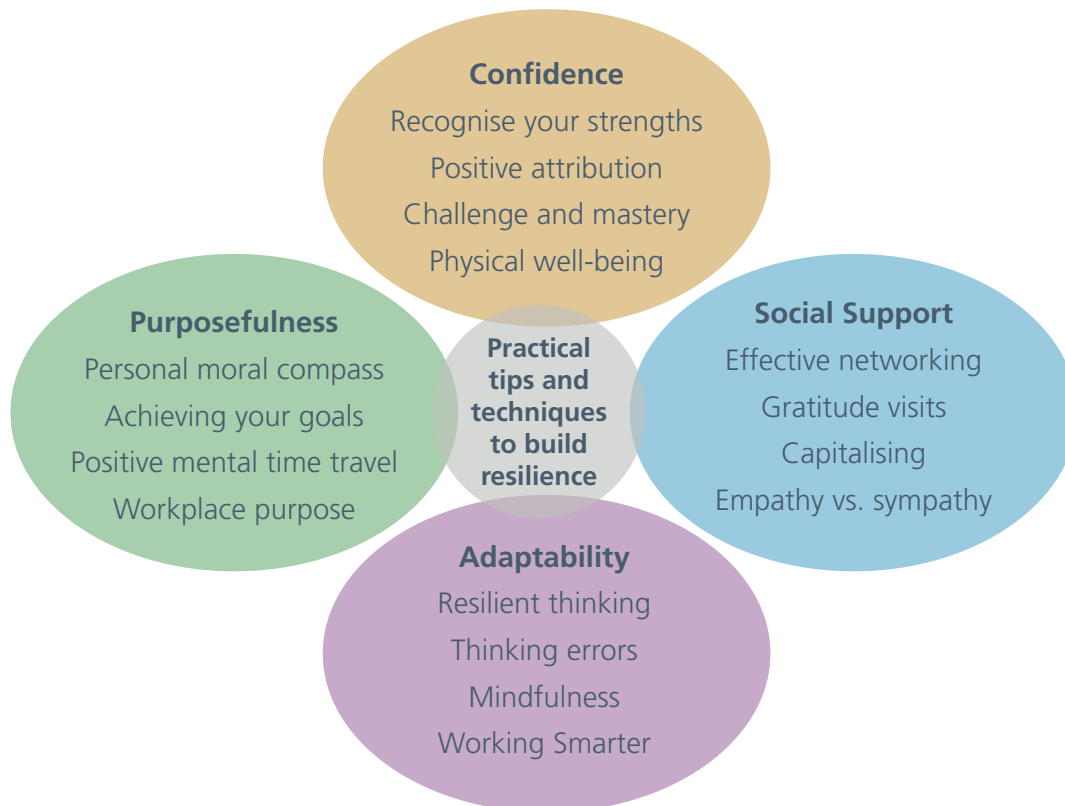 Confidence
Recognise your strengths
Positive attribution
Challenge and mastery
Physical well-being
Purposefulness
Personal moral compass
Achieving your goals
Positive mental time travel
Workplace purpose
Practical
tips and
techniques
to build
resilience
Social Support
Effective networking
Gratitude visits
Capitalising
Empathy vs. sympathy
Adaptability
Resilient thinking
Thinking errors
Mindfulness
Working Smarter